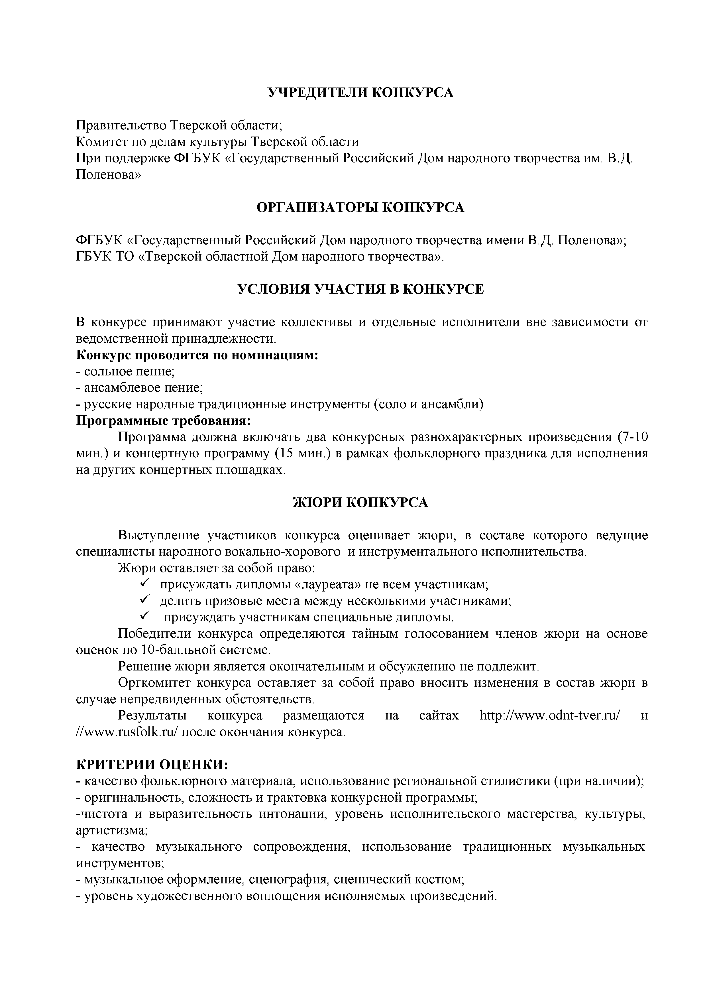 УЧРЕДИТЕЛИ КОНКУРСА
Правительство Тверской области;
Комитет по делам культуры Тверской области
При поддержке ФГБУК «Государственный Российский Дом народного творчества им. В.Д.
Поленова»
ОРГАНИЗАТОРЫ КОНКУРСА
ФГБУК «Государственный Российский Дом народного творчества имени В.Д. Поленова»;
ГБУК ТО «Тверской областной Дом народного творчества».
УСЛОВИЯ УЧАСТИЯ В КОНКУРСЕ
В конкурсе принимают участие коллективы и отдельные исполнители вне зависимости от
ведомственной принадлежности.
Конкурс проводится по номинациям:
- сольное пение;
- ансамблевое пение;
- русские народные традиционные инструменты (соло и ансамбли).
Программные требования:
Программа должна включать два конкурсных разнохарактерных произведения (7-10
мин.) и концертную программу (15 мин.) в рамках фольклорного праздника для исполнения
на других концертных площадках.
ЖЮРИ КОНКУРСА
Выступление участников конкурса оценивает жюри, в составе которого ведущие
специалисты народного вокально-хорового и инструментального исполнительства.
Жюри оставляет за собой право:
✓ присуждать дипломы «лауреата» не всем участникам;
✓ делить призовые места между несколькими участниками;
✓ присуждать участникам специальные дипломы.
Победители конкурса определяются тайным голосованием членов жюри на основе
оценок по 10-балльной системе.
Решение жюри является окончательным и обсуждению не подлежит.
Оргкомитет конкурса оставляет за собой право вносить изменения в состав жюри в
случае непредвиденных обстоятельств.
Результаты конкурса размещаются на сайтах http://www.odnt-tver.ru/ и
//www.rusfolk.ru/ после окончания конкурса.
КРИТЕРИИ ОЦЕНКИ:
- качество фольклорного материала, использование региональной стилистики (при наличии);
- оригинальность, сложность и трактовка конкурсной программы;
-чистота и выразительность интонации, уровень исполнительского мастерства, культуры,
артистизма;
- качество музыкального сопровождения, использование традиционных музыкальных
инструментов;
- музыкальное оформление, сценография, сценический костюм;
- уровень художественного воплощения исполняемых произведений.